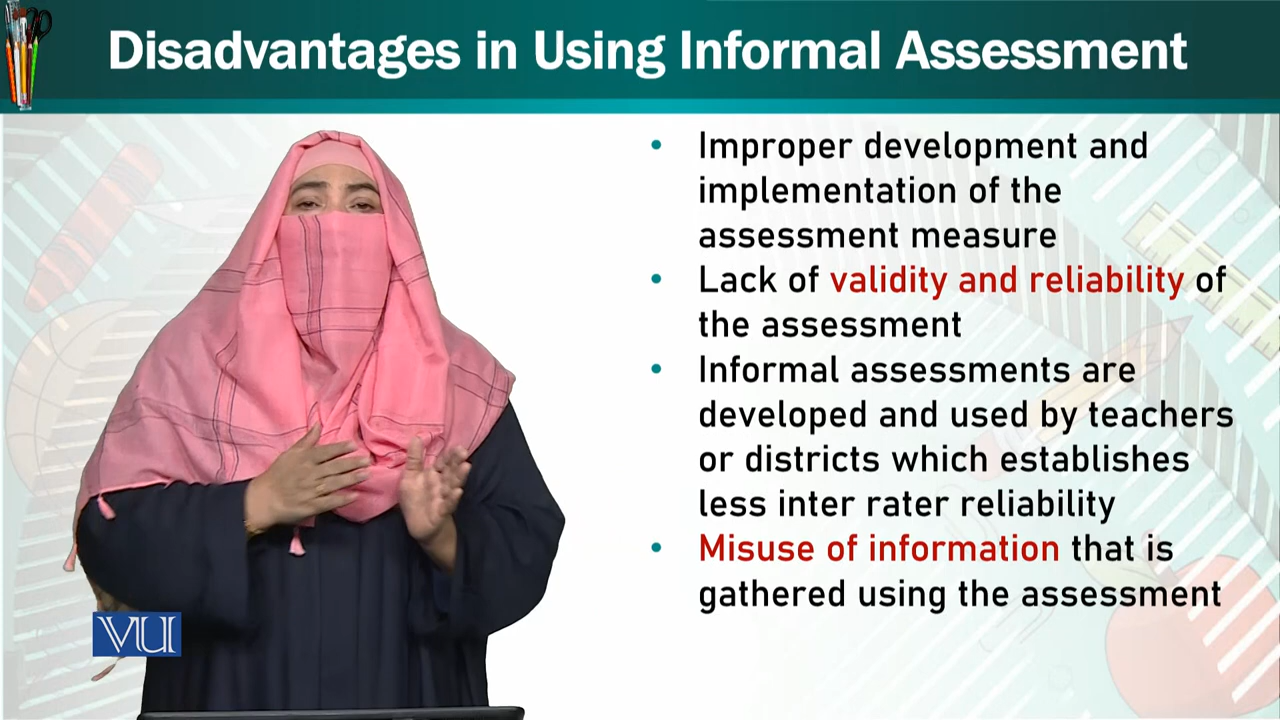 Disadvantages in Using Informal Assessment
• Improper development and
implementation of the
assessment measure
• Lack of validity and reliability of
the assessment
• Informal assessments are
developed and used by teachers
or districts which establishes
less inter rater reliability
• Misuse of information that is
gathered using the assessment
VU